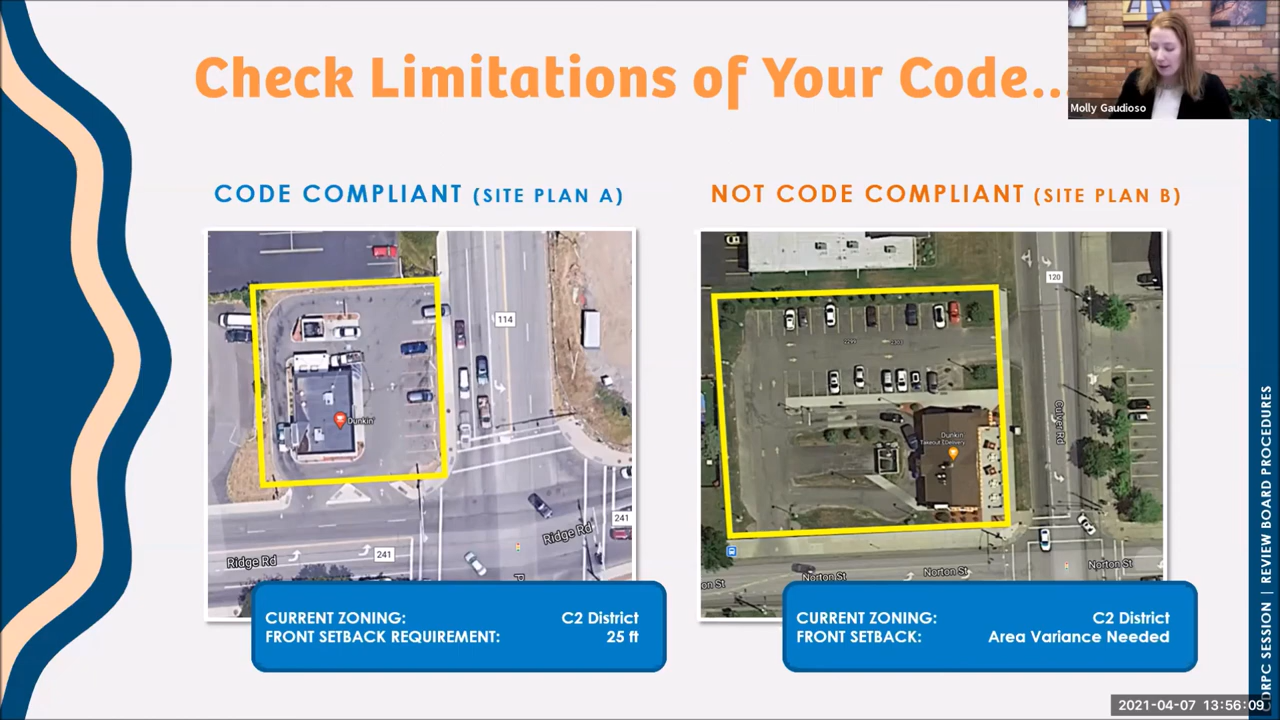 Check Limitations of Your Code...
Molly Gaudioso
CODE COMPLIANT (SITE PLAN A)
NOT CODE COMPLIANT (SITE PLAN B)
114
Dunkin'
Ridge Rd
241
Ridge Rd
241
120
Culver Rd
Dunkin'
Takeout Delivery
Norton St
Norton St
Norton St
CURRENT ZONING: C2 District
FRONT SETBACK REQUIREMENT: 25 ft
CURRENT ZONING: C2 District
FRONT SETBACK: Area Variance Needed
DRPC SESSION | REVIEW BOARD PROCEDURES
2021-04-07 13:56:09